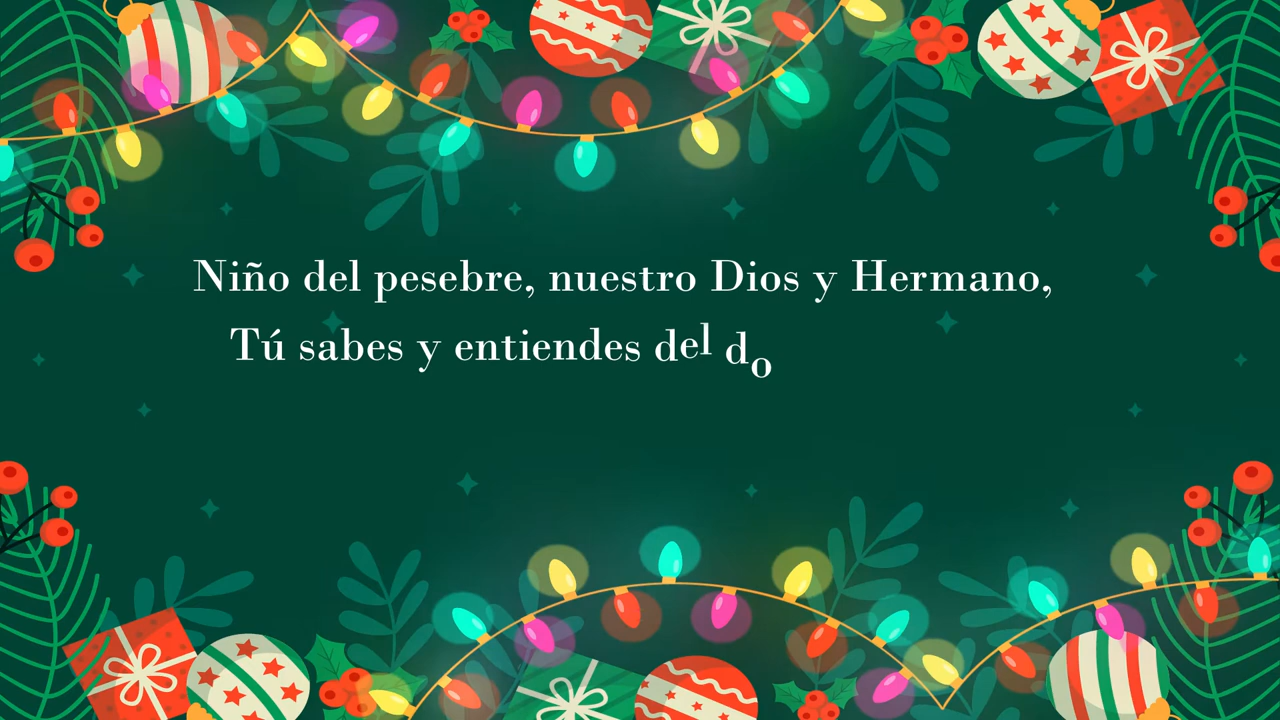 Niño del pesebre, nuestro Dios y Hermano,
Tú sabes y entiendes del do